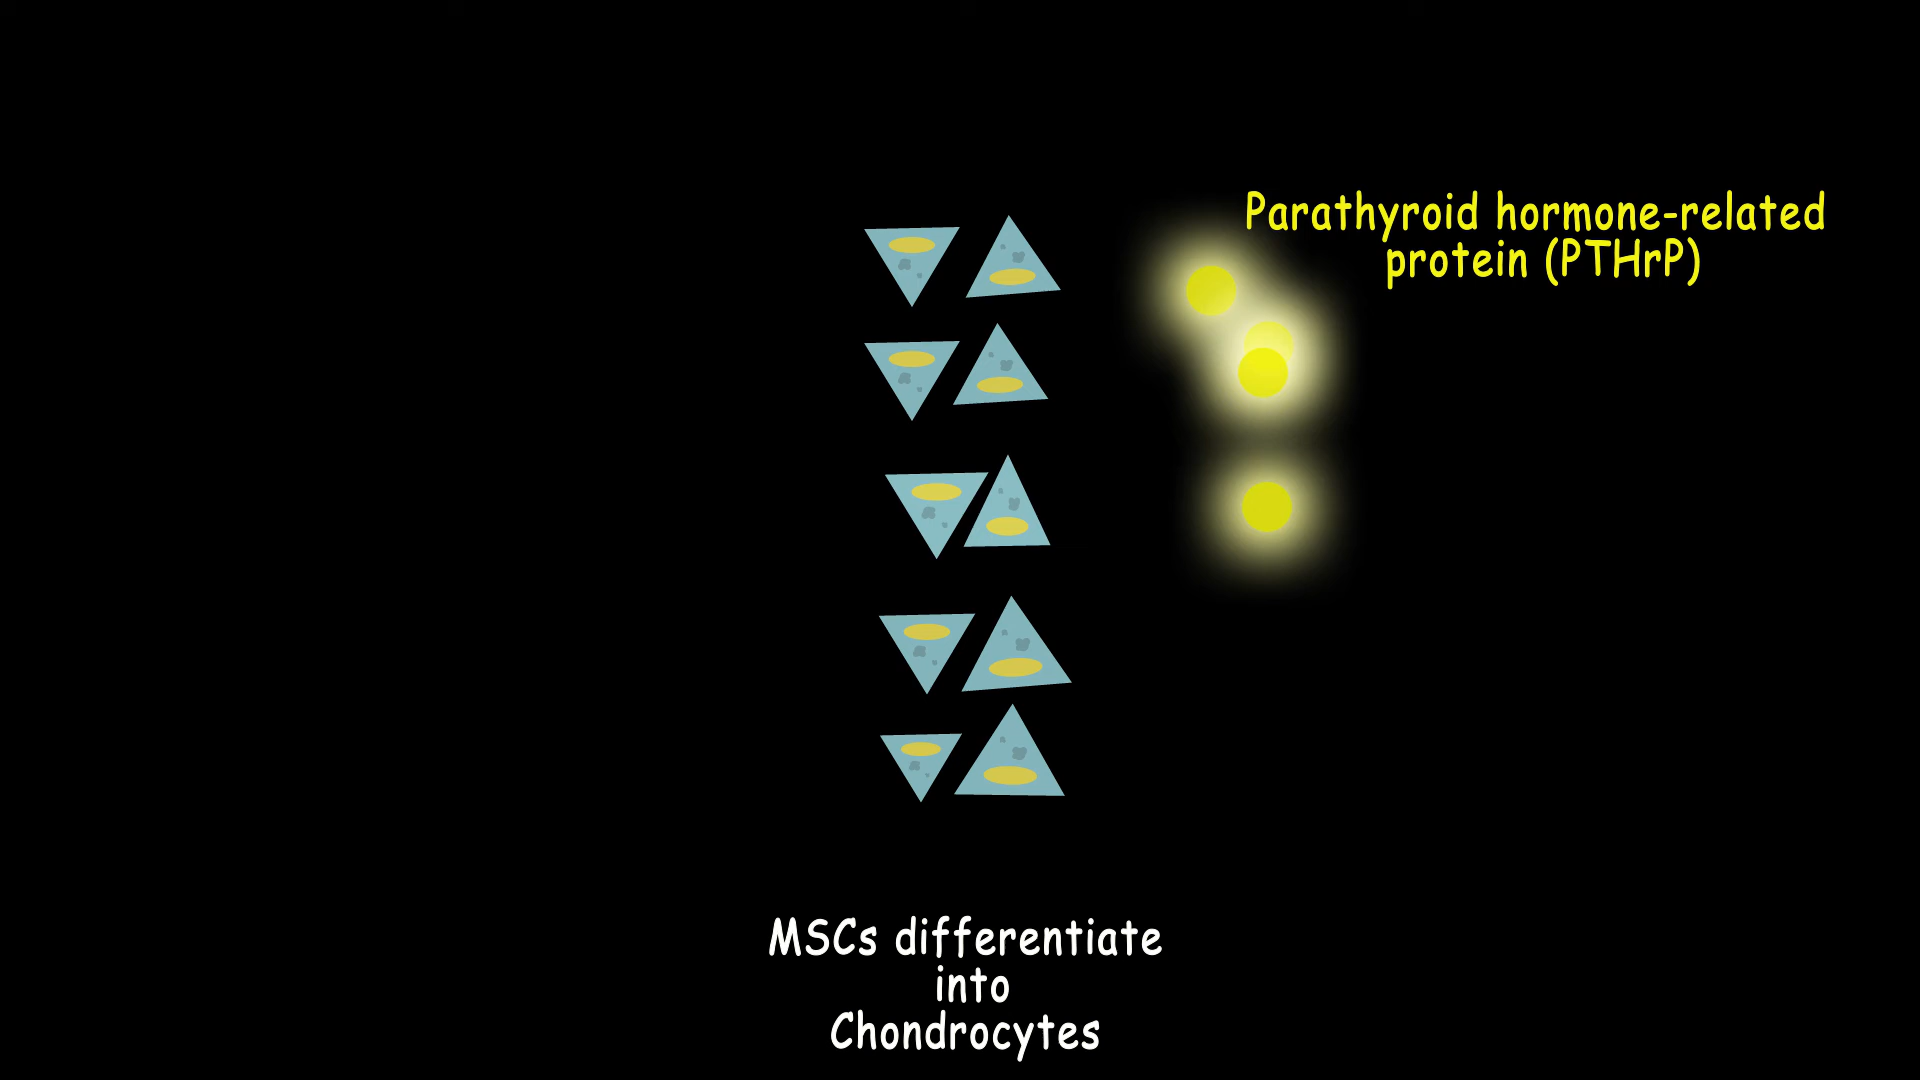 Parathyroid hormone-related
protein (PTHrP)
MSCs differentiate
into
Chondrocytes